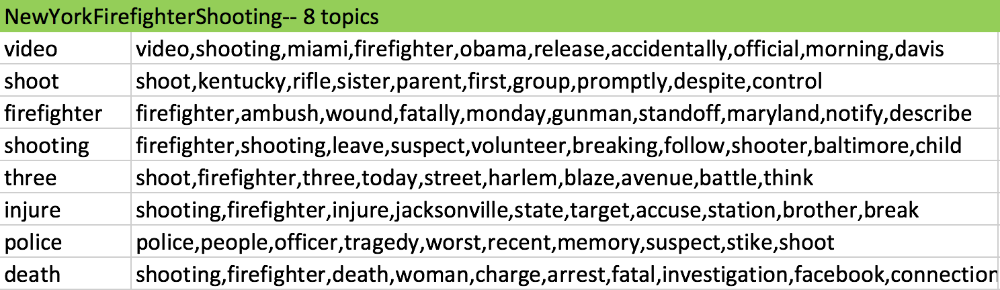 NewYorkFirefighterShooting-- 8 topics
video video,shooting,miami,firefighter,obama,release,accidentally,official,morning,davis
shoot shoot,kentucky,rifle,sister,parent,first,group,promptly,despite,control
firefighter firefighter,ambush,wound,fatally,monday,gunman,standoff,maryland,notify,describe
shooting firefighter,shooting,leave,suspect,volunteer,breaking,follow,shooter,baltimore,child
three shoot,firefighter,three,today,street,harlem,blaze,avenue,battle,think
injure shooting,firefighter,injure,jacksonville,state,target,accuse,station,brother,break
police police,people,officer,tragedy,worst,recent,memory,suspect,stike,shoot
death shooting,firefighter,death,woman,charge,arrest,fatal,investigation,facebook,connection